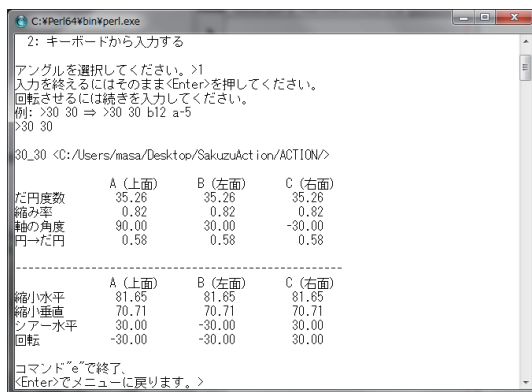 C:¥Perl64¥bin¥perl.exe
2: キーボードから入力する
アングルを選択してください。>1
入力を終えるにはそのまま<Enter>を押してください。
回転させるには続きを入力してください。
例: >30 30 ⇒ >30 30 b12 a-5
>30 30
30_30 <C:/Users/masa/Desktop/SakuzuAction/ACTION/>
A (上面) B (左面) C (右面)
だ円度数 35.26 35.26 35.26
縮み率 0.82 0.82 0.82
軸の角度 90.00 30.00 -30.00
円→だ円 0.58 0.58 0.58
--------------------------------------------------
A (上面) B (左面) C (右面)
縮小水平 81.65 81.65 81.65
縮小垂直 70.71 70.71 70.71
シアー水平 30.00 -30.00 30.00
回転 -30.00 -30.00 30.00
コマンド"e"で終了、
<Enter>でメニューに戻ります。>